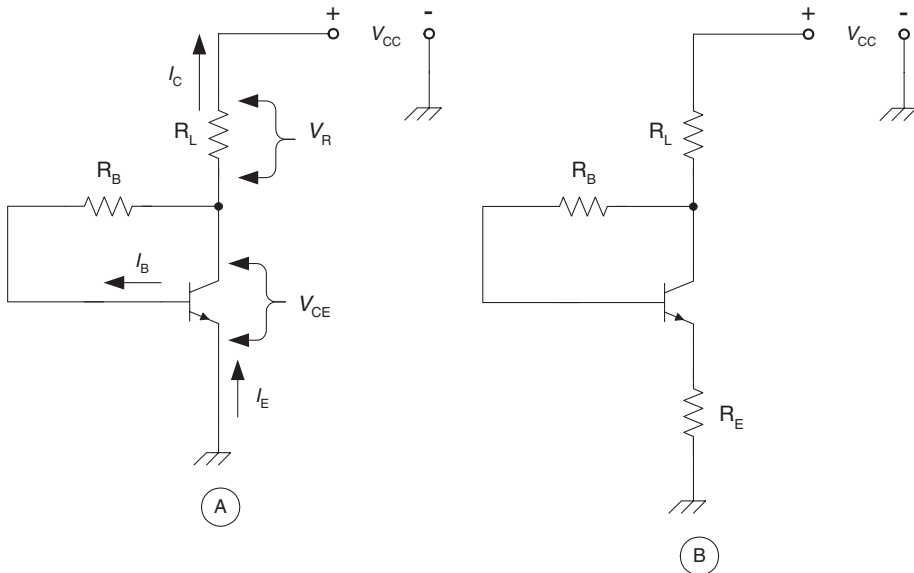 + - V_CC
I_C
R_L
V_R
R_B
I_B
V_CE
I_E
A
+ - V_CC
R_L
R_B
R_E
B